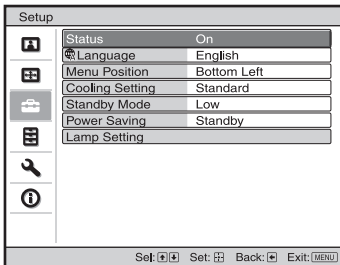 Setup
Status On
Language English
Menu Position Bottom Left
Cooling Setting Standard
Standby Mode Low
Power Saving Standby
Lamp Setting
Sel: Set: Back: Exit: MENU